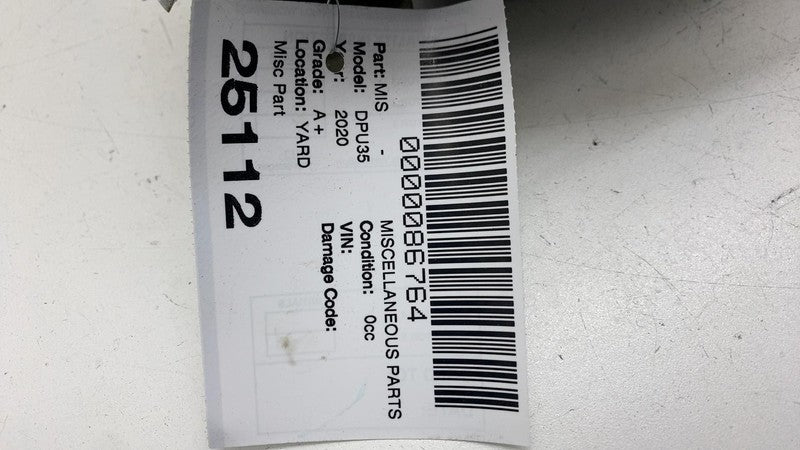 0000086764
Part: MIS - MISCELLANEOUS PARTS
Model: DPU35 Condition: 0cc
Year: 2020 VIN:
Grade: A+ Damage Code:
Location: YARD
Misc Part
25112